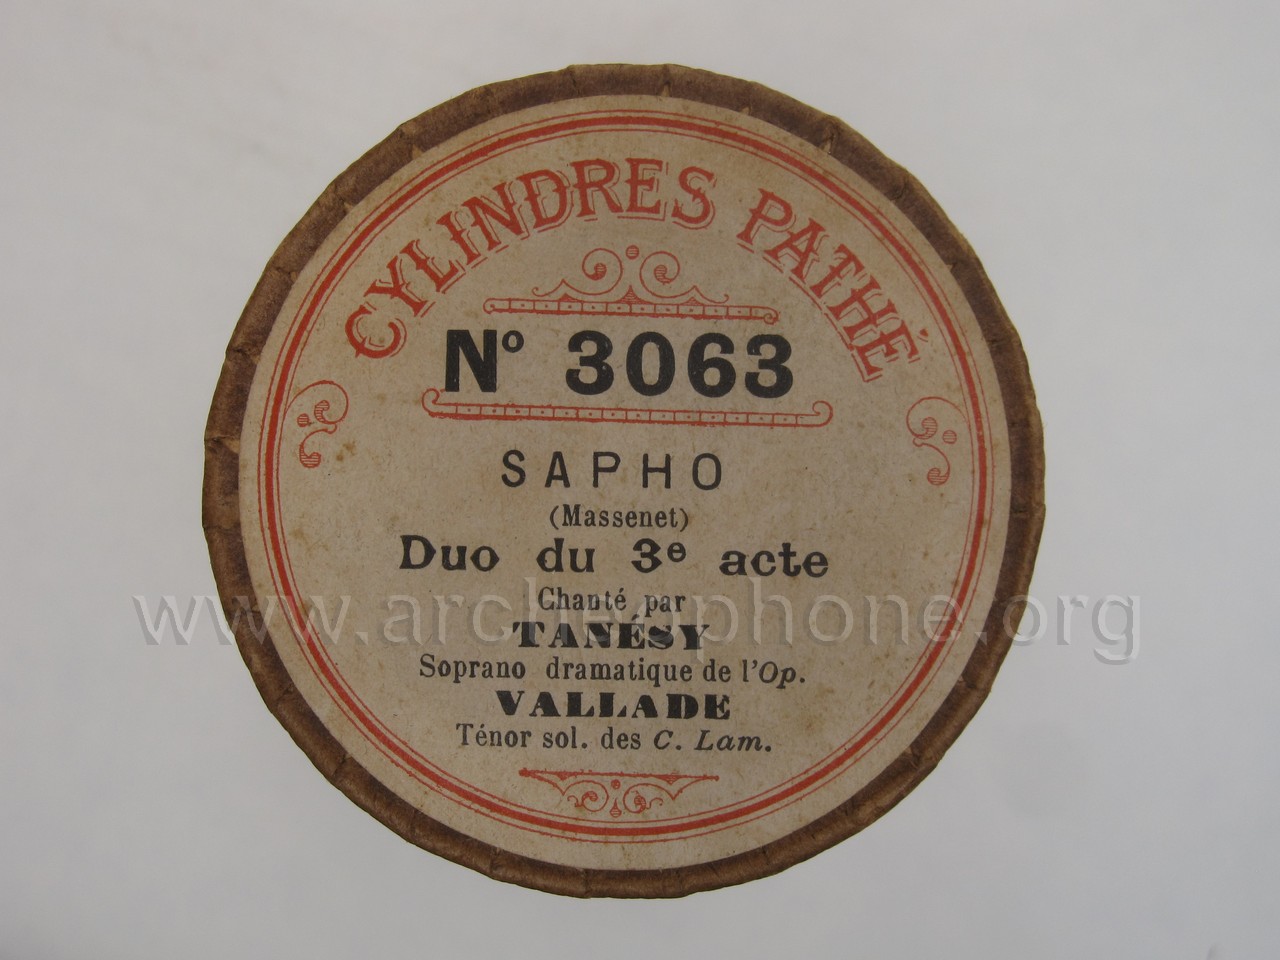 CYLINDRES PATHÉ
Nº 3063
SAPHO
(Massenet)
Duo du 3e acte
Chanté par
www.archeophone.org
TANÉSY
Soprano dramatique de l'Op.
VALLADE
Ténor sol. des C. Lam.